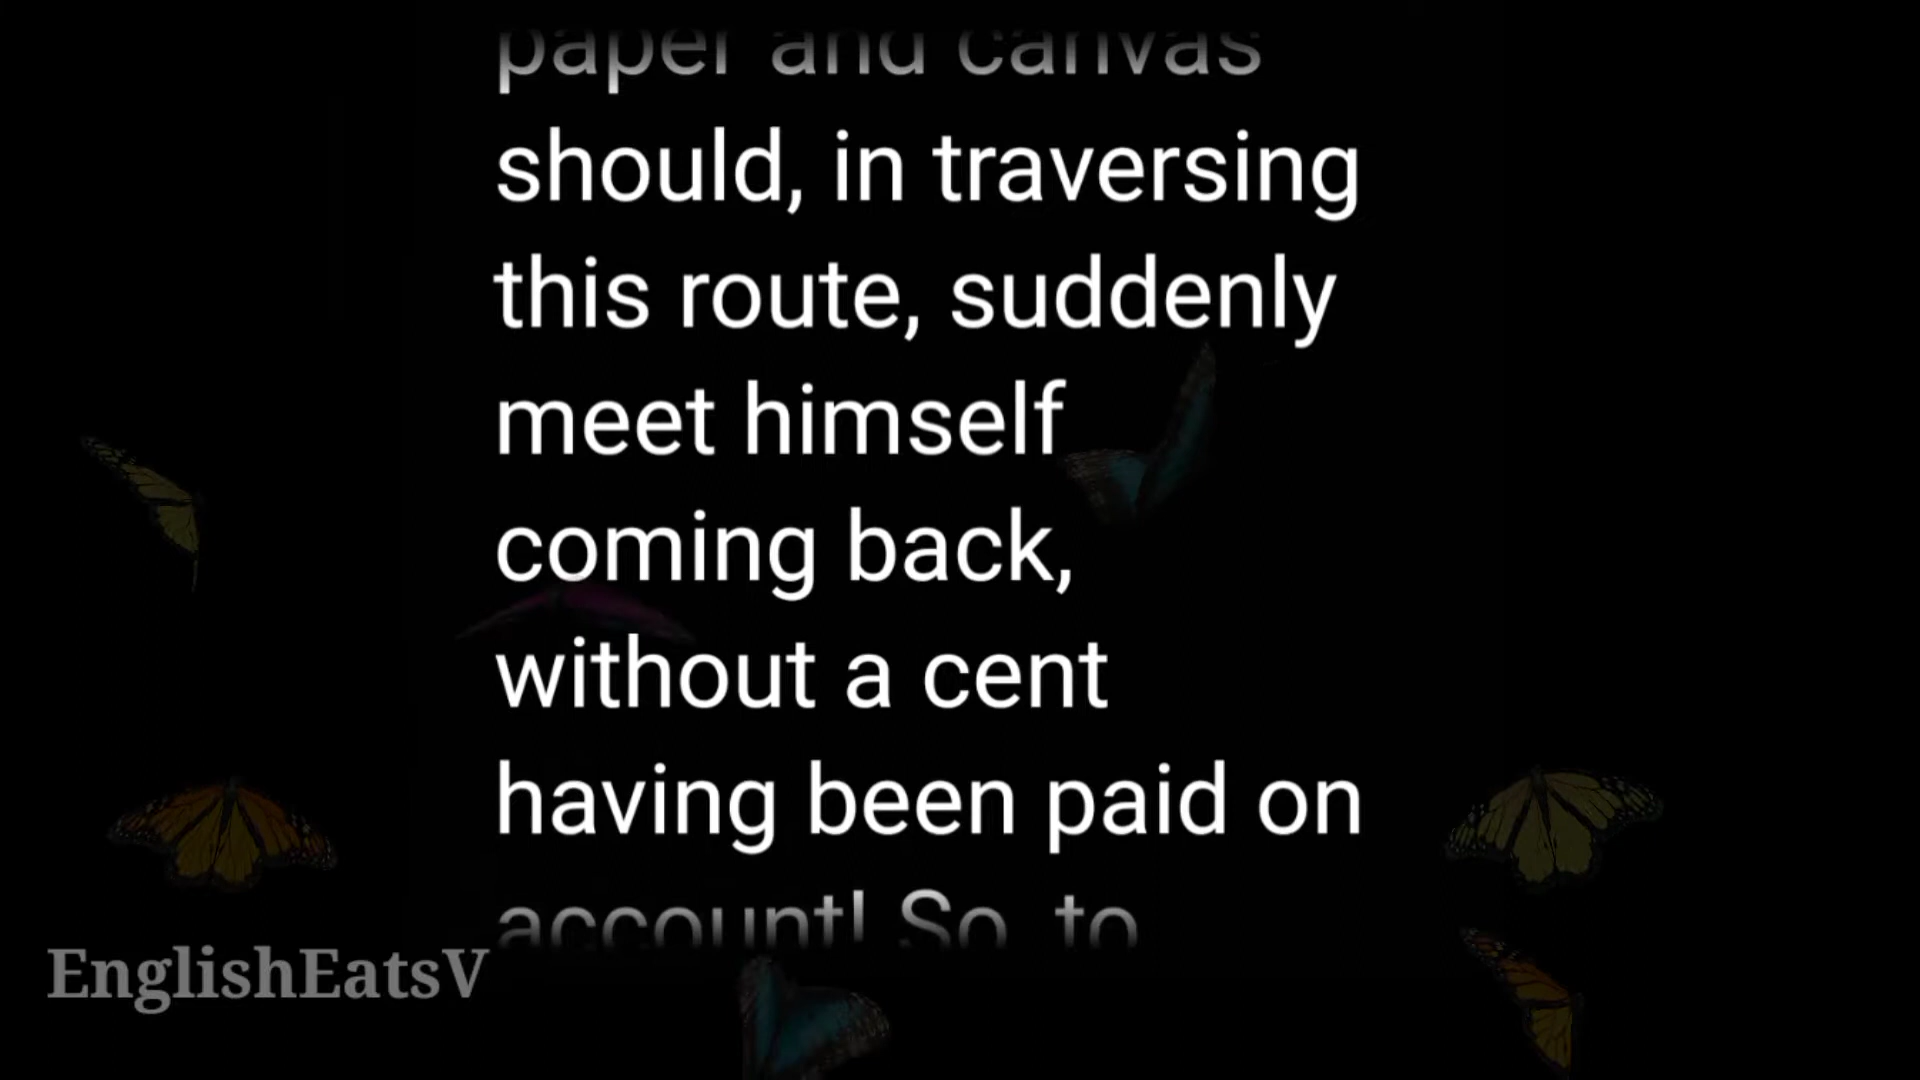 paper and canvas
should, in traversing
this route, suddenly
meet himself
coming back,
without a cent
having been paid on
account! So, to
EnglishEatsV